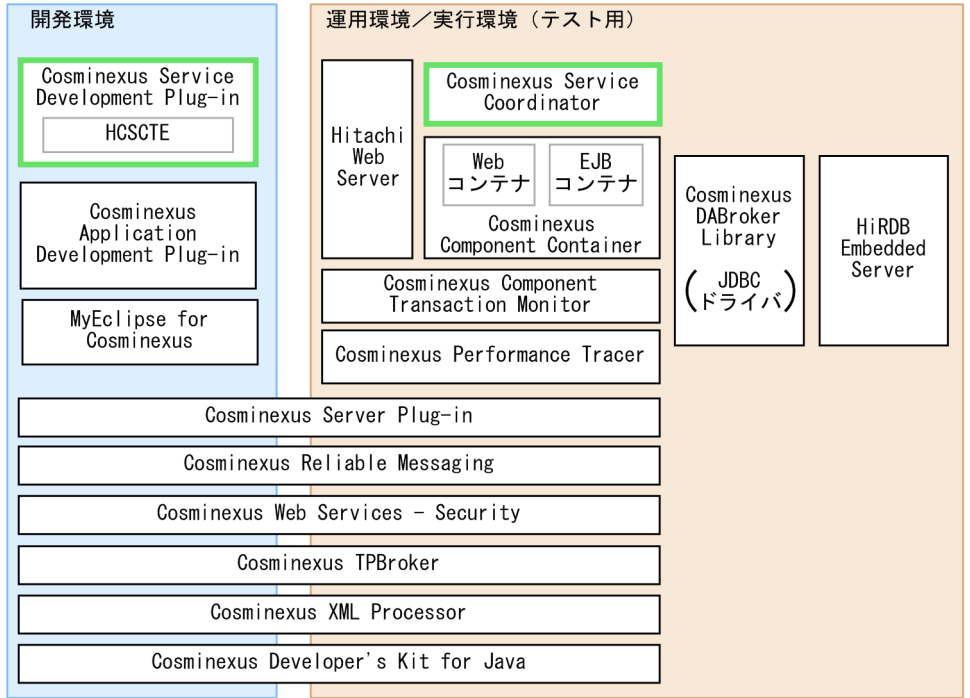 開発環境
Cosminexus Service
Development Plug-in
HCSCTE
Cosminexus
Application
Development Plug-in
MyEclipse for
Cosminexus
運用環境／実行環境（テスト用）
Hitachi
Web
Server
Cosminexus Service
Coordinator
Web
コンテナ
EJB
コンテナ
Cosminexus
Component Container
Cosminexus Component
Transaction Monitor
Cosminexus Performance Tracer
Cosminexus
DABroker
Library
(JDBC
ドライバ)
HiRDB
Embedded
Server
Cosminexus Server Plug-in
Cosminexus Reliable Messaging
Cosminexus Web Services - Security
Cosminexus TPBroker
Cosminexus XML Processor
Cosminexus Developer's Kit for Java